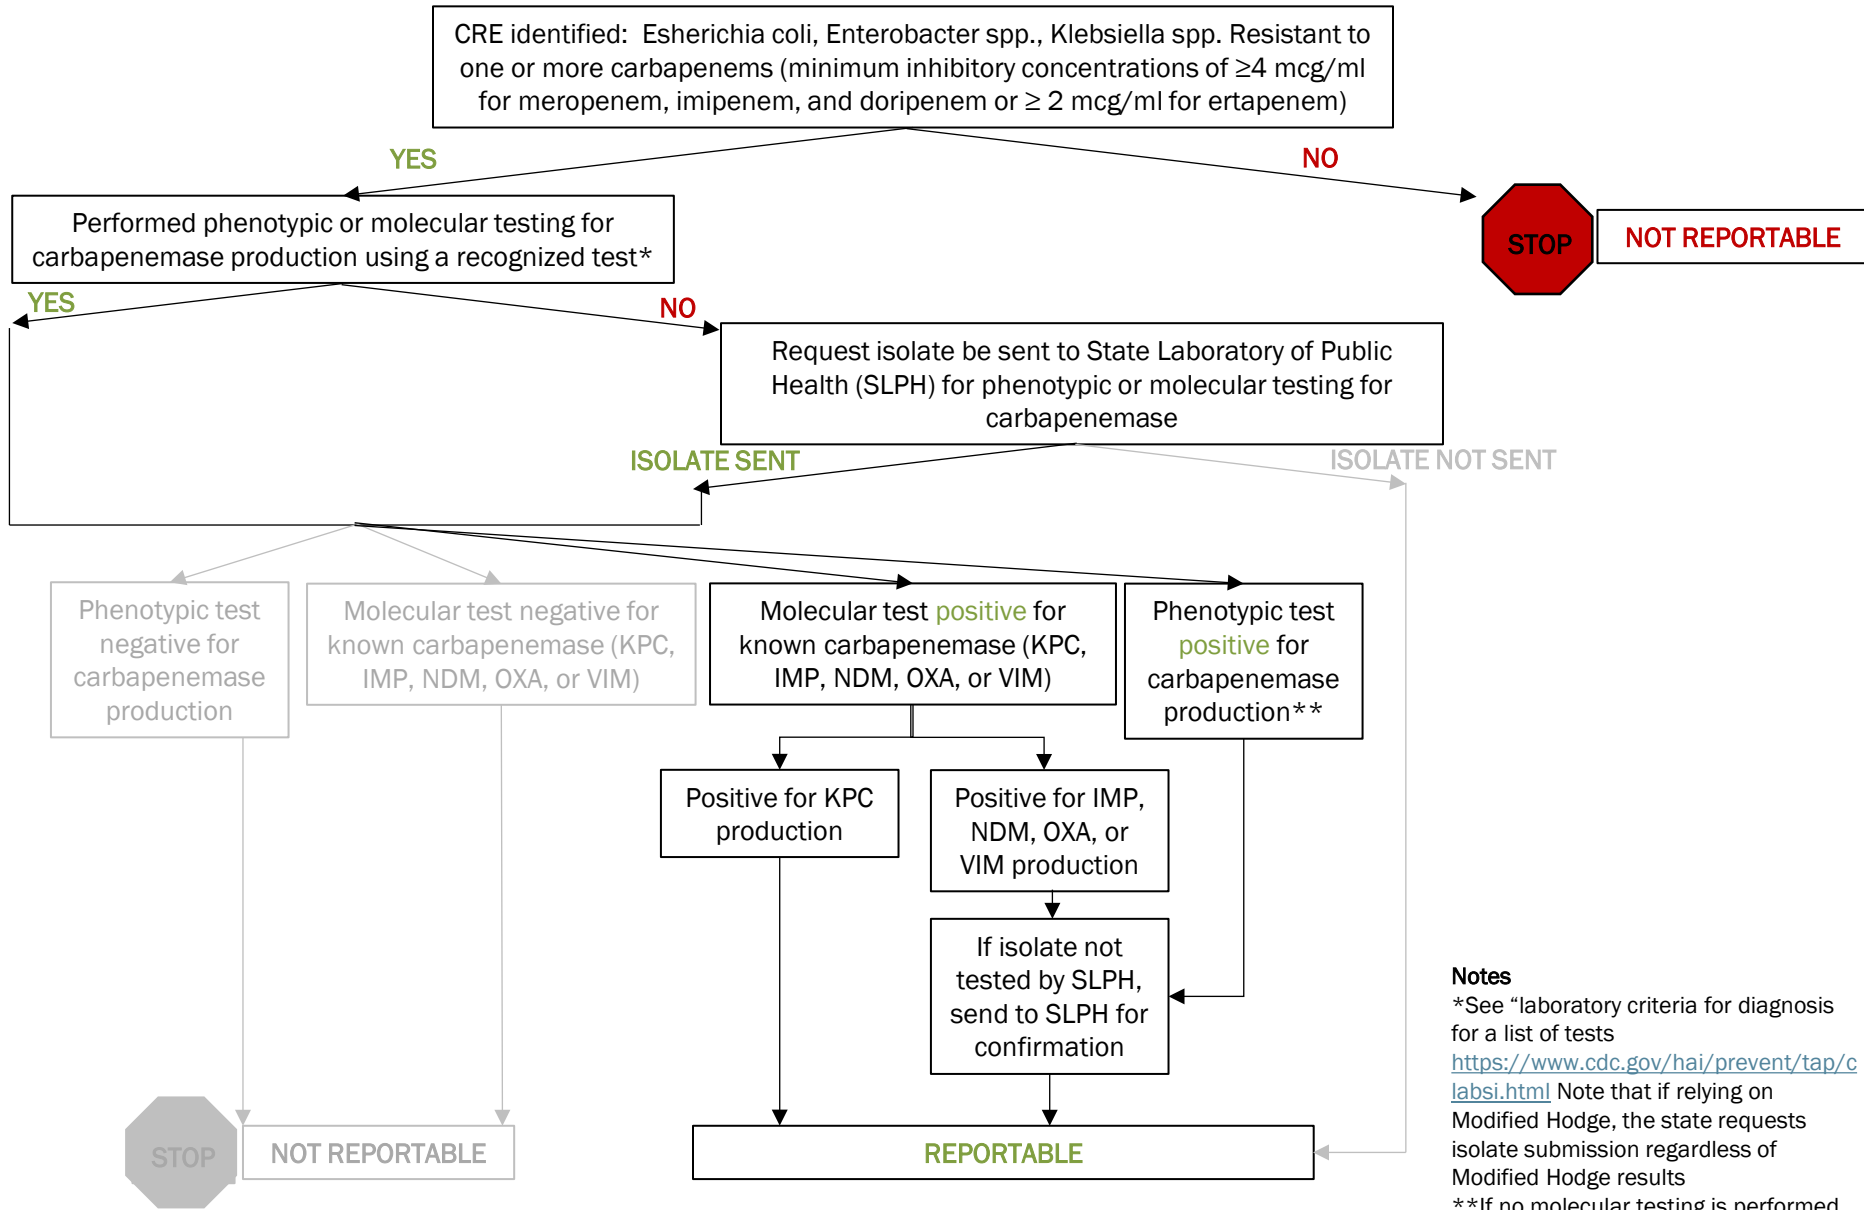 CRE identified:  Esherichia coli, Enterobacter spp., Klebsiella spp. Resistant to
one or more carbapenems (minimum inhibitory concentrations of ≥4 mcg/ml
for meropenem, imipenem, and doripenem or ≥ 2 mcg/ml for ertapenem)
YES
NO
Performed phenotypic or molecular testing for
carbapenemase production using a recognized test*
STOP
NOT REPORTABLE
YES
NO
Request isolate be sent to State Laboratory of Public
Health (SLPH) for phenotypic or molecular testing for
carbapenemase
ISOLATE SENT
ISOLATE NOT SENT
Phenotypic test
negative for
carbapenemase
production
Molecular test negative for
known carbapenemase (KPC,
IMP, NDM, OXA, or VIM)
Molecular test positive for
known carbapenemase (KPC,
IMP, NDM, OXA, or VIM)
Phenotypic test
positive for
carbapenemase
production**
Positive for KPC
production
Positive for IMP,
NDM, OXA, or
VIM production
If isolate not
tested by SLPH,
send to SLPH for
confirmation
STOP
NOT REPORTABLE
REPORTABLE
Notes
*See “laboratory criteria for diagnosis
for a list of tests
https://www.cdc.gov/hai/prevent/tap/c
labsi.html Note that if relying on
Modified Hodge, the state requests
isolate submission regardless of
Modified Hodge results
**If no molecular testing is performed